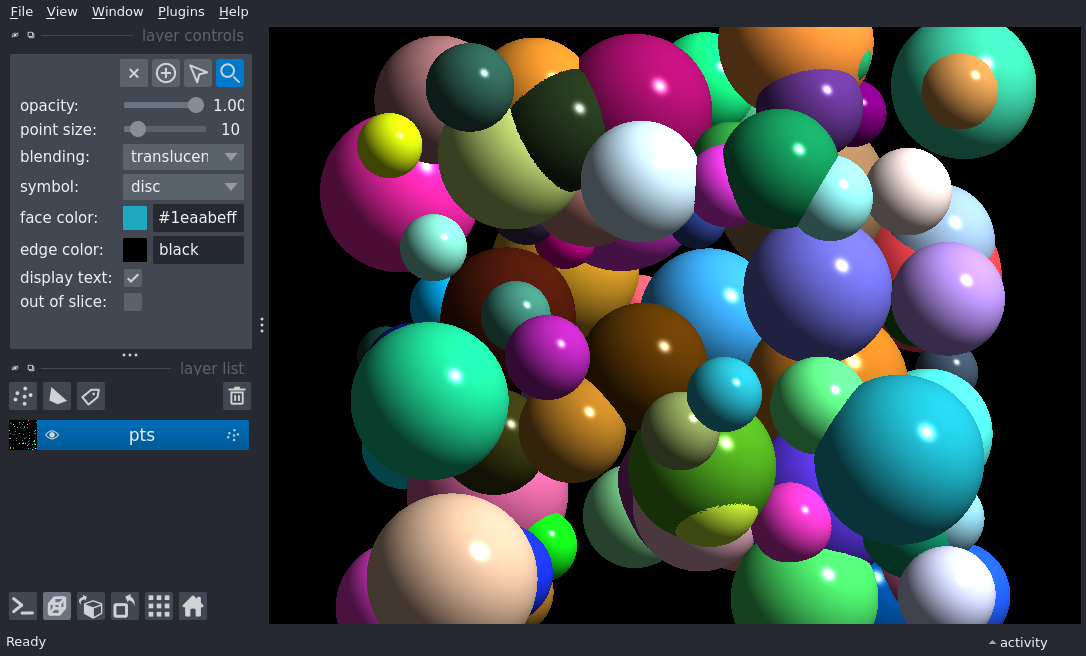 File View Window Plugins Help
layer controls
opacity: 1.00
point size: 10
blending: translucen
symbol: disc
face color: #1eaabeff
edge color: black
display text:
out of slice:
layer list
pts
Ready
activity